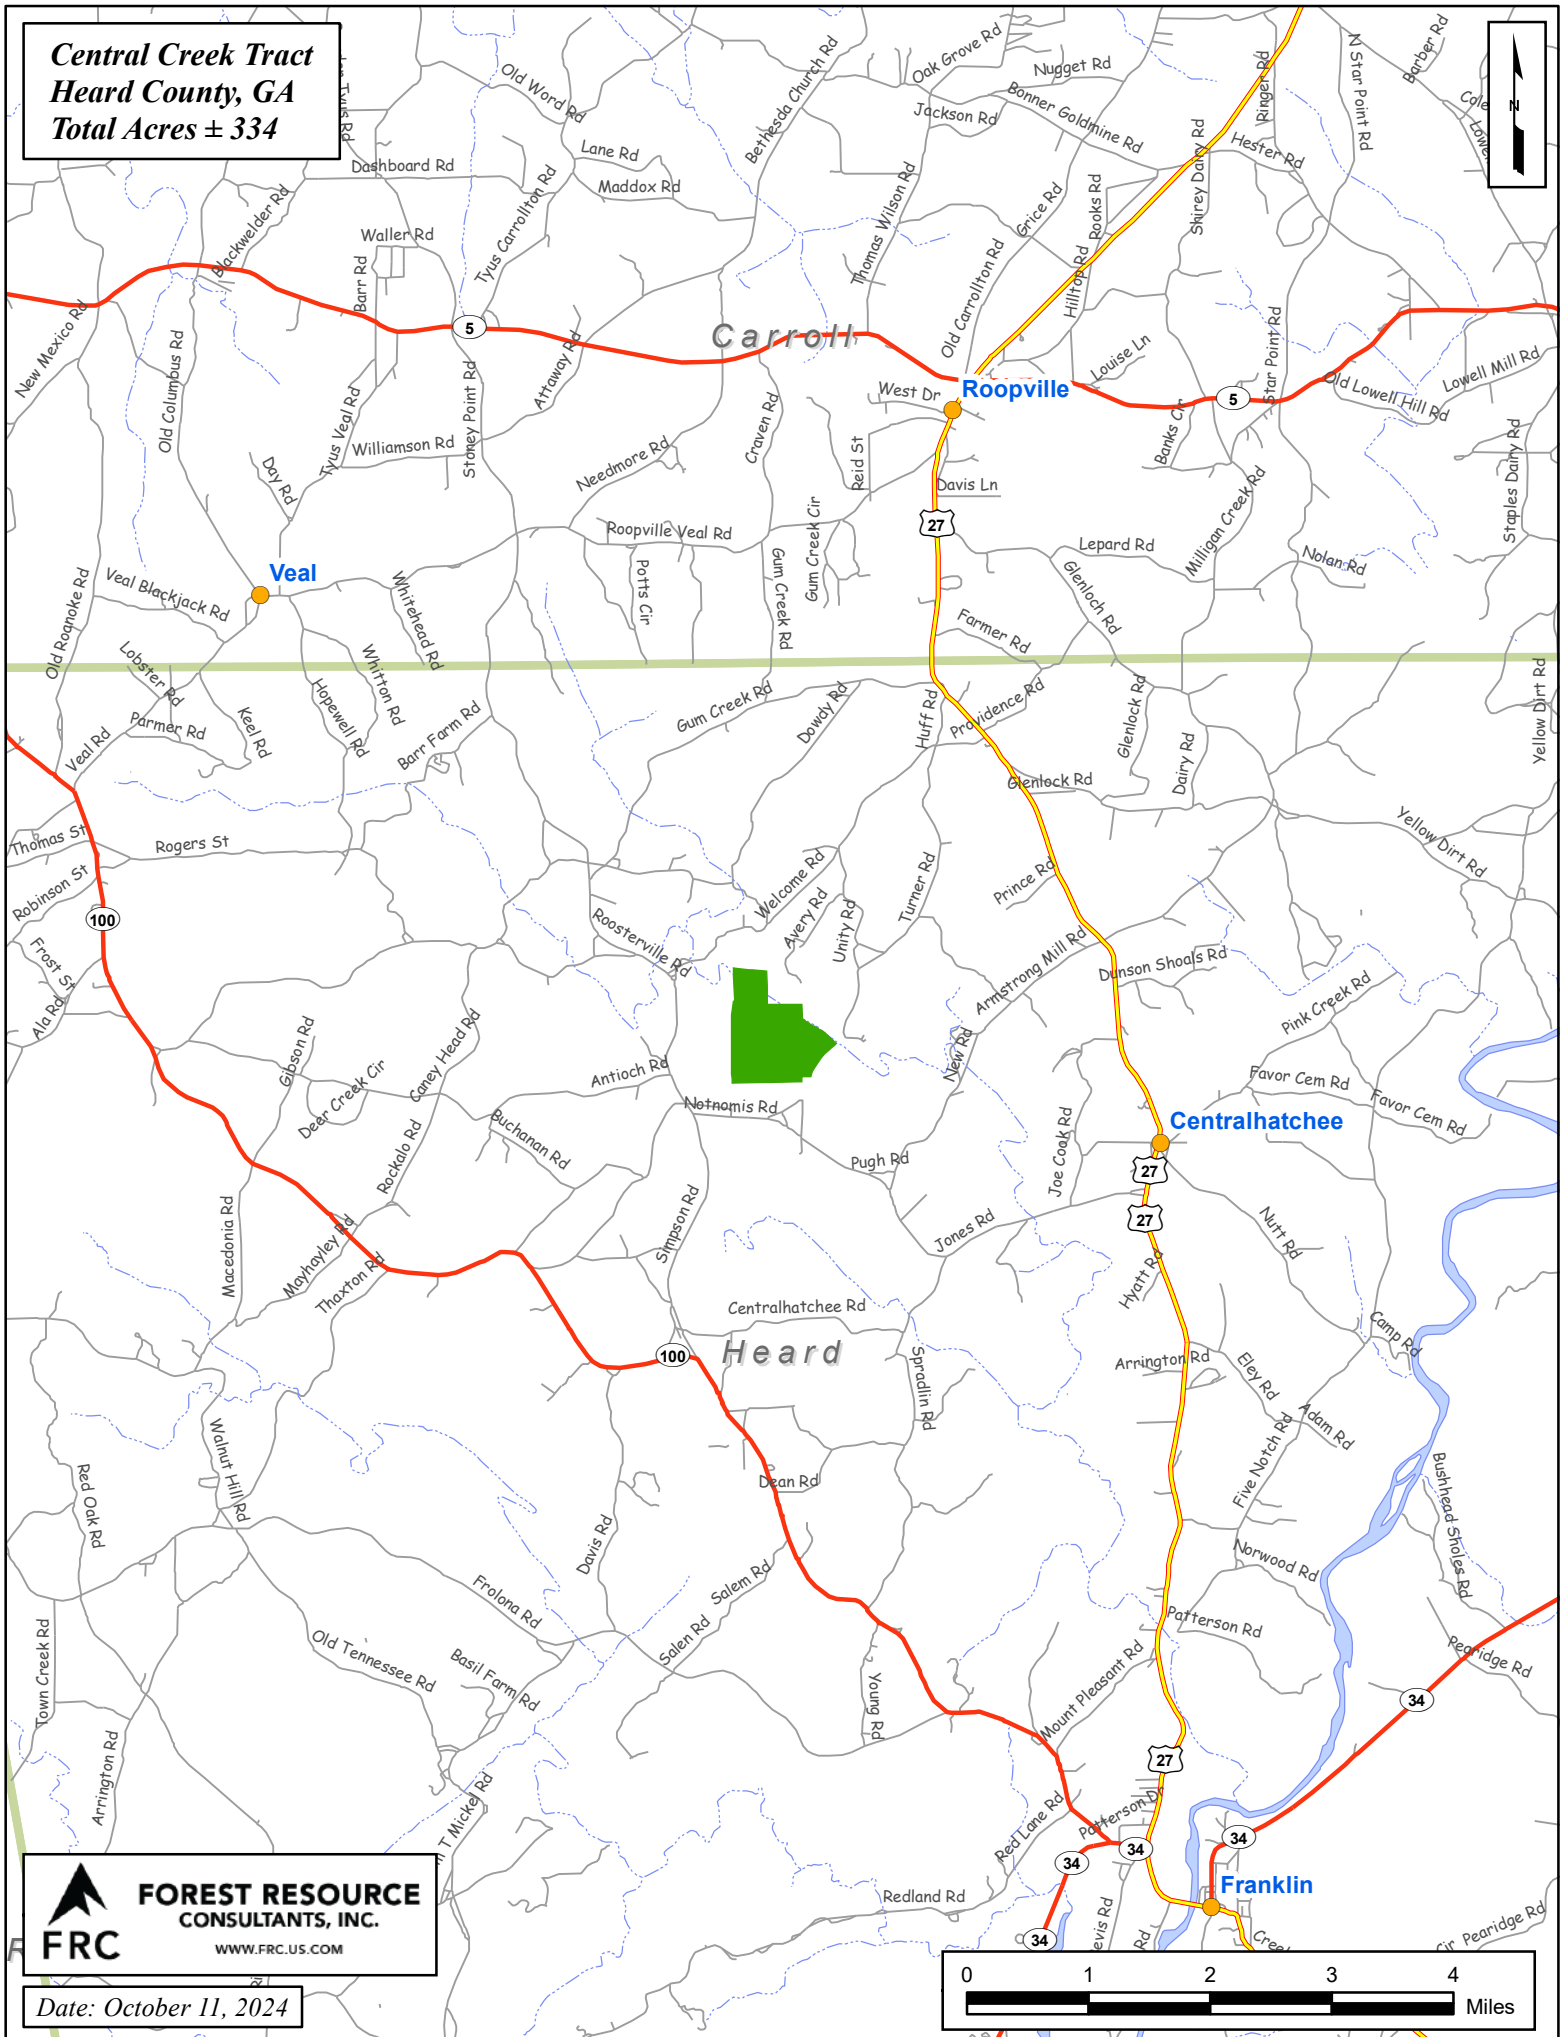 Central Creek Tract
Heard County, GA
Total Acres ± 334
N
Old Word Rd
Bethesda Church Rd
Oak Grove Rd
Nugget Rd
Jackson Rd
Bonner Goldmine Rd
Ringer Rd
N Star Point Rd
Barber Rd
Hester Rd
Shirey Dairy Rd
Dashboard Rd
Lane Rd
Maddox Rd
Blackwelder Rd
Tyus Carrollton Rd
Thomas Wilson Rd
Grice Rd
Rooks Rd
Waller Rd
Barr Rd
Old Carrollton Rd
Hilltop Rd
New Mexico Rd
Old Columbus Rd
5
Carroll
Attaway Rd
Stoney Point Rd
Louise Ln
Star Point Rd
Old Lowell Hill Rd
Lowell Mill Rd
West Dr
Roopville
5
Banks Cir
Tyus Veal Rd
Williamson Rd
Craven Rd
Day Rd
Needmore Rd
Reid St
Davis Ln
Milligan Creek Rd
Staples Dairy Rd
27
Roopville Veal Rd
Gum Creek Cir
Lepard Rd
Nolan Rd
Veal
Veal Blackjack Rd
Whitehead Rd
Potts Cir
Gum Creek Rd
Glenloch Rd
Old Roanoke Rd
Farmer Rd
Lobster Rd
Whitton Rd
Hopewell Rd
Keel Rd
Parmer Rd
Veal Rd
Barr Farm Rd
Gum Creek Rd
Dowdy Rd
Huff Rd
Providence Rd
Glenlock Rd
Dairy Rd
Yellow Dirt Rd
Glenlock Rd
Thomas St
Rogers St
Robinson St
Yellow Dirt Rd
Welcome Rd
Turner Rd
Prince Rd
100
Frost St
Ala Rd
Roosterville Rd
Avery Rd
Unity Rd
Armstrong Mill Rd
Dunson Shoals Rd
Pink Creek Rd
Gibson Rd
Caney Head Rd
Deer Creek Cir
Antioch Rd
New Rd
Favor Cem Rd
Favor Cem Rd
Notnomis Rd
Buchanan Rd
Rockalo Rd
Joe Cook Rd
Centralhatchee
Pugh Rd
27
27
Macedonia Rd
Mayhayley Rd
Thaxton Rd
Simpson Rd
Jones Rd
Nutt Rd
Hyatt Rd
Centralhatchee Rd
100
Heard
Spradlin Rd
Arrington Rd
Eley Rd
Camp Rd
Adam Rd
Five Notch Rd
Walnut Hill Rd
Red Oak Rd
Dean Rd
Bushhead Sholes Rd
Davis Rd
Salem Rd
Norwood Rd
Frolona Rd
Salen Rd
Patterson Rd
Old Tennessee Rd
Basil Farm Rd
Town Creek Rd
Young Rd
Mount Pleasant Rd
Pearidge Rd
34
Arrington Rd
27
T Mickel Rd
Red Lane Rd
Patterson Dr
34
34
34
Franklin
Redland Rd
34
Pearidge Rd
FRC
FOREST RESOURCE
CONSULTANTS, INC.
WWW.FRC.US.COM
Date: October 11, 2024
0 1 2 3 4
Miles